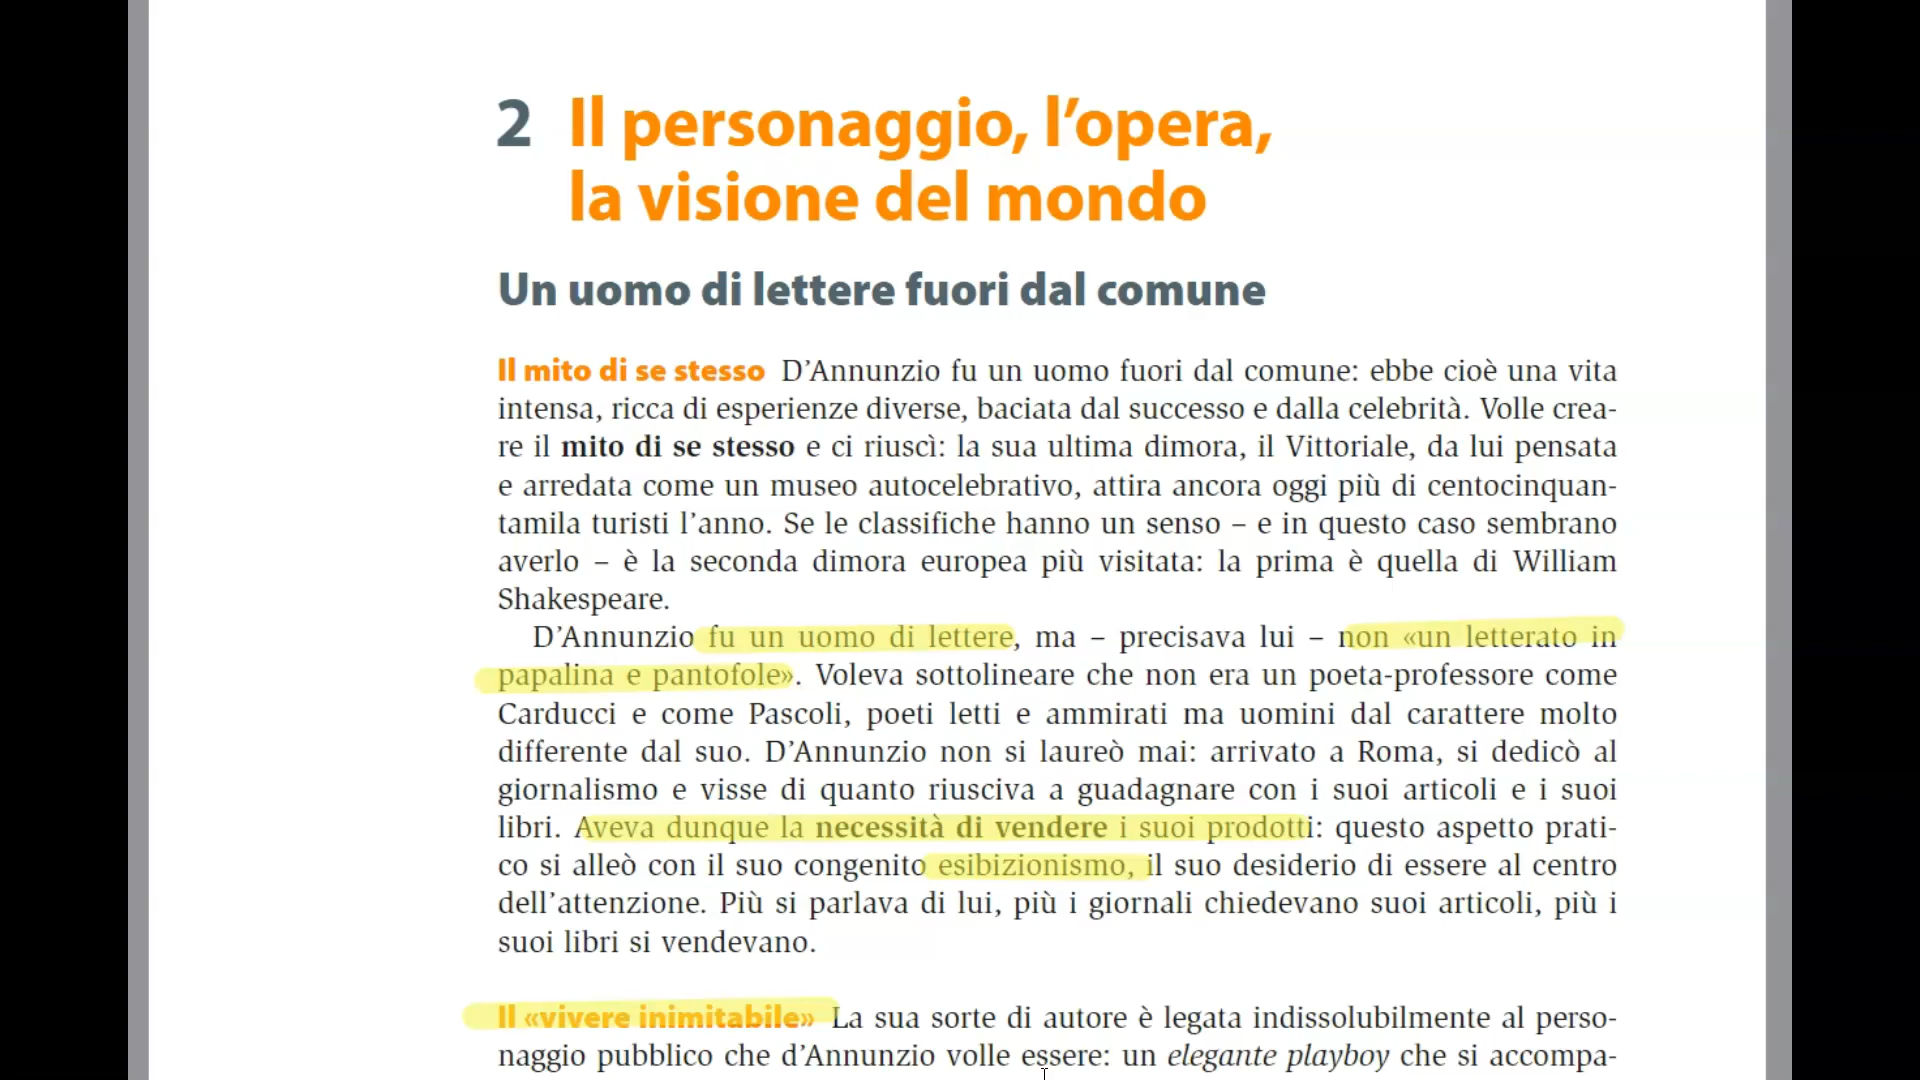 2 Il personaggio, l’opera,
la visione del mondo
Un uomo di lettere fuori dal comune
Il mito di se stesso D’Annunzio fu un uomo fuori dal comune: ebbe cioè una vita
intensa, ricca di esperienze diverse, baciata dal successo e dalla celebrità. Volle crea-
re il mito di se stesso e ci riuscì: la sua ultima dimora, il Vittoriale, da lui pensata
e arredata come un museo autocelebrativo, attira ancora oggi più di centocinquan-
tamila turisti l’anno. Se le classifiche hanno un senso – e in questo caso sembrano
averlo – è la seconda dimora europea più visitata: la prima è quella di William
Shakespeare.
D’Annunzio fu un uomo di lettere, ma – precisava lui – non «un letterato in
papalina e pantofole». Voleva sottolineare che non era un poeta-professore come
Carducci e come Pascoli, poeti letti e ammirati ma uomini dal carattere molto
differente dal suo. D’Annunzio non si laureò mai: arrivato a Roma, si dedicò al
giornalismo e visse di quanto riusciva a guadagnare con i suoi articoli e i suoi
libri. Aveva dunque la necessità di vendere i suoi prodotti: questo aspetto prati-
co si alleò con il suo congenito esibizionismo, il suo desiderio di essere al centro
dell’attenzione. Più si parlava di lui, più i giornali chiedevano suoi articoli, più i
suoi libri si vendevano.
Il «vivere inimitabile» La sua sorte di autore è legata indissolubilmente al perso-
naggio pubblico che d’Annunzio volle essere: un elegante playboy che si accompa-